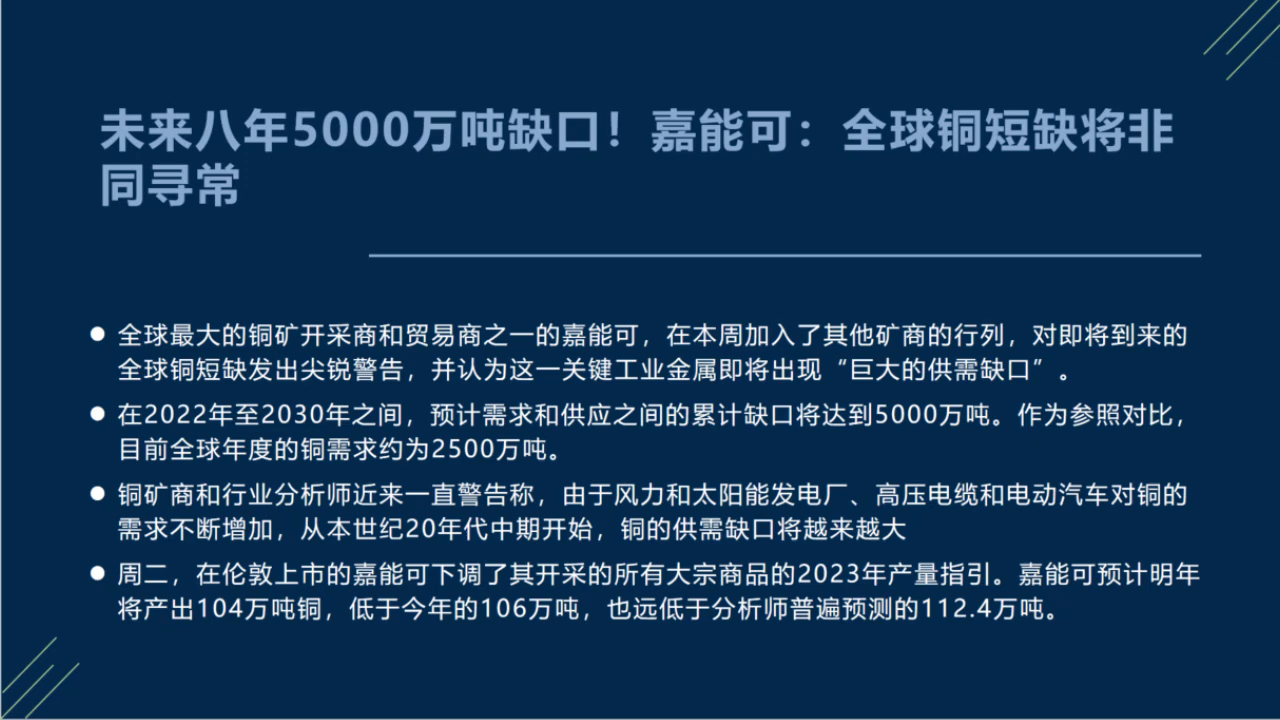 未来八年5000万吨缺口！嘉能可：全球铜短缺将非
同寻常
全球最大的铜矿开采商和贸易商之一的嘉能可，在本周加入了其他矿商的行列，对即将到来的
全球铜短缺发出尖锐警告，并认为这一关键工业金属即将出现“巨大的供需缺口”。
在2022年至2030年之间，预计需求和供应之间的累计缺口将达到5000万吨。作为参照对比，
目前全球年度的铜需求约为2500万吨。
铜矿商和行业分析师近来一直警告称，由于风力和太阳能发电厂、高压电缆和电动汽车对铜的
需求不断增加，从本世纪20年代中期开始，铜的供需缺口将越来越大
周二，在伦敦上市的嘉能可下调了其开采的所有大宗商品的2023年产量指引。嘉能可预计明年
将产出104万吨铜，低于今年的106万吨，也远低于分析师普遍预测的112.4万吨。